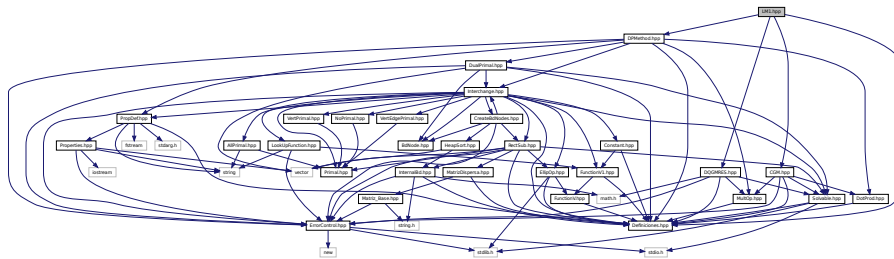 LM1.hpp
DPMethod.hpp
DualPrimal.hpp
Interchange.hpp
PropDef.hpp
VertPrimal.hpp
NoPrimal.hpp
VertEdgePrimal.hpp
CreateBdNodes.hpp
Properties.hpp
fstream
stdarg.h
AllPrimal.hpp
LookUpFunction.hpp
BdNode.hpp
HeapSort.hpp
RectSub.hpp
Constant.hpp
iostream
string
vector
Primal.hpp
InternalBd.hpp
MatrixDispersa.hpp
EllipOp.hpp
FunctionV1.hpp
DQGMRES.hpp
CGM.hpp
Matriz_Base.hpp
FunctionV.hpp
math.h
MultOp.hpp
Solvable.hpp
DotProd.hpp
ErrorControl.hpp
string.h
Definiciones.hpp
new
stdlib.h
stdio.h